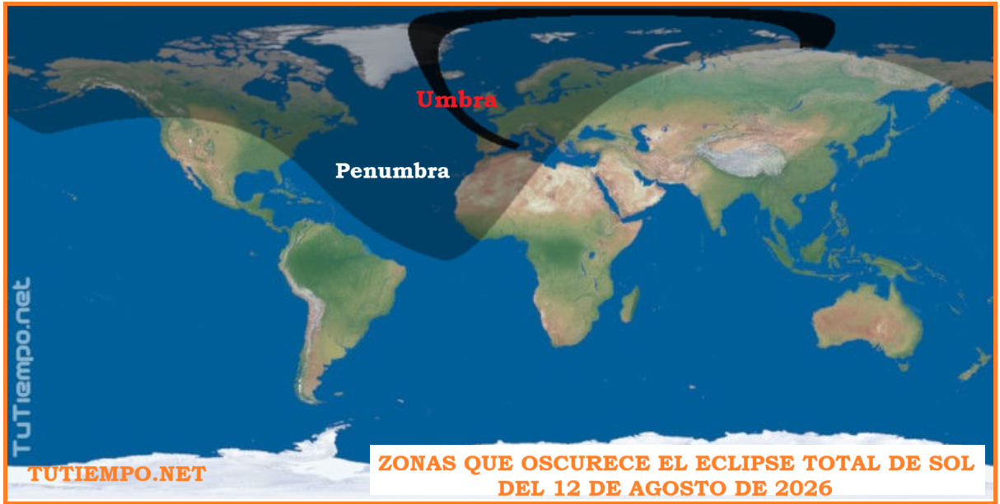 Umbra
Penumbra
TuTiempo.net
TUTIEMPO.NET
ZONAS QUE OSCURECE EL ECLIPSE TOTAL DE SOL
DEL 12 DE AGOSTO DE 2026